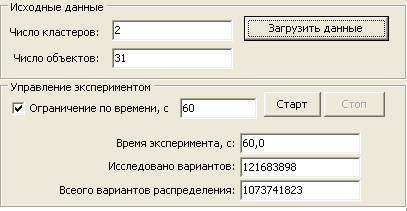 Исходные данные
Число кластеров: 2 Загрузить данные
Число объектов: 31
Управление экспериментом
Ограничение по времени, с 60 Старт Стоп
Время эксперимента, с: 60,0
Исследовано вариантов: 121683898
Всеого вариантов распределения: 1073741823